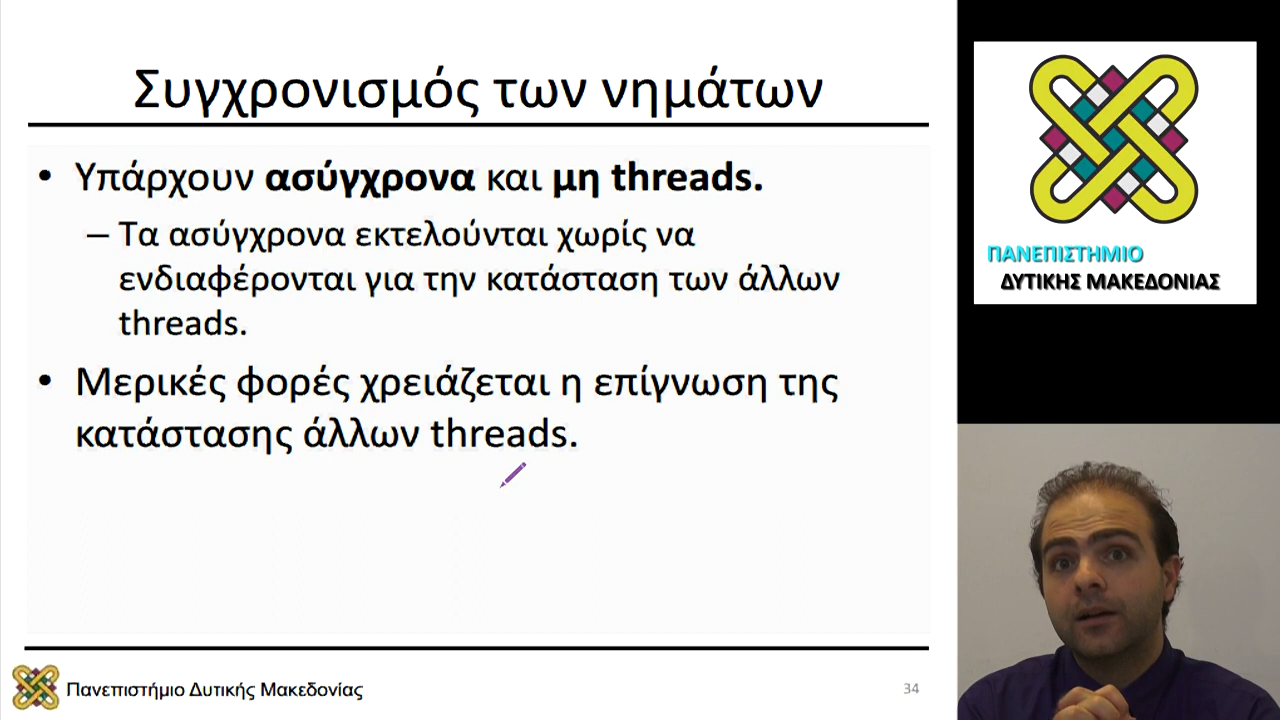 Συγχρονισμός των νημάτων
• Υπάρχουν ασύγχρονα και μη threads.
– Τα ασύγχρονα εκτελούνται χωρίς να
ενδιαφέρονται για την κατάσταση των άλλων
threads.
• Μερικές φορές χρειάζεται η επίγνωση της
κατάστασης άλλων threads.
Πανεπιστήμιο Δυτικής Μακεδονίας
34
ΠΑΝΕΠΙΣΤΗΜΙΟ
ΔΥΤΙΚΗΣ ΜΑΚΕΔΟΝΙΑΣ